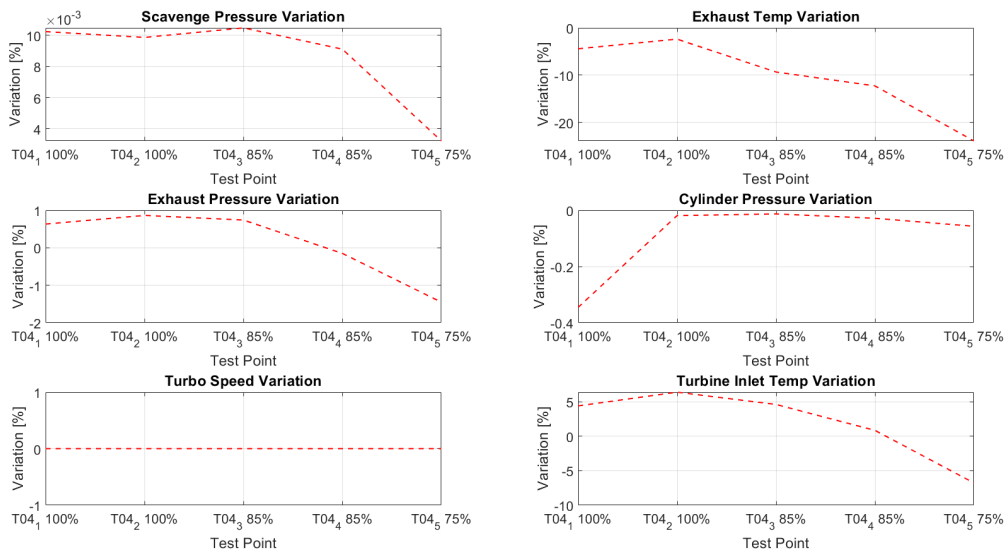 Scavenge Pressure Variation
×10⁻³
10
8
6
4
Variation [%]
T04₁ 100% T04₂ 100% T04₃ 85% T04₄ 85% T04₅ 75%
Test Point
Exhaust Temp Variation
0
-10
-20
Variation [%]
T04₁ 100% T04₂ 100% T04₃ 85% T04₄ 85% T04₅ 75%
Test Point
Exhaust Pressure Variation
1
0
-1
-2
Variation [%]
T04₁ 100% T04₂ 100% T04₃ 85% T04₄ 85% T04₅ 75%
Test Point
Cylinder Pressure Variation
0
-0.2
-0.4
Variation [%]
T04₁ 100% T04₂ 100% T04₃ 85% T04₄ 85% T04₅ 75%
Test Point
Turbo Speed Variation
1
0
-1
Variation [%]
T04₁ 100% T04₂ 100% T04₃ 85% T04₄ 85% T04₅ 75%
Test Point
Turbine Inlet Temp Variation
5
0
-5
-10
Variation [%]
T04₁ 100% T04₂ 100% T04₃ 85% T04₄ 85% T04₅ 75%
Test Point